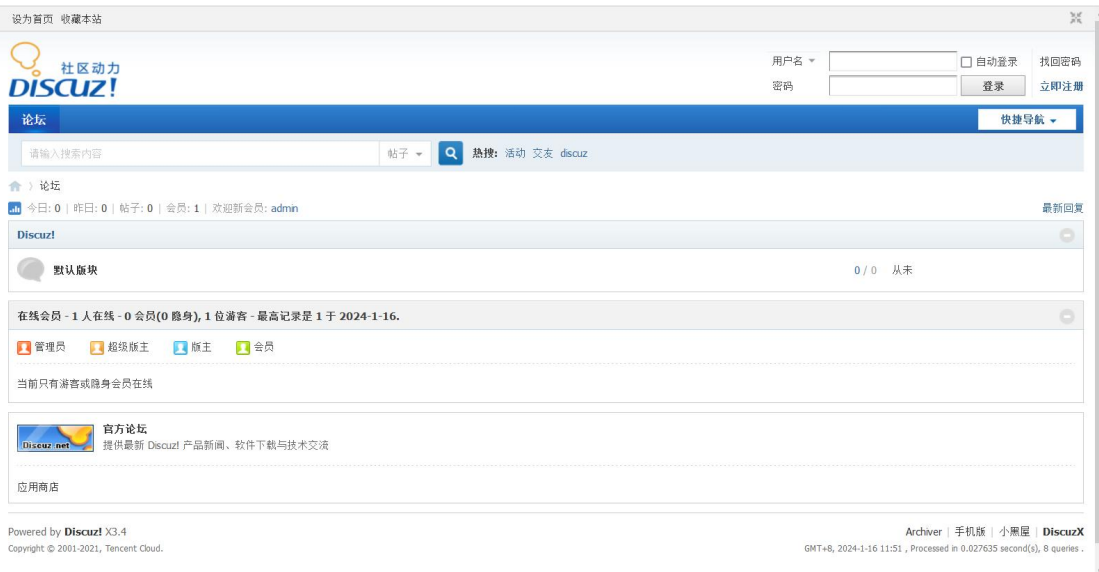 设为首页 收藏本站
社区动力
DISCUZ!
用户名 自动登录 找回密码
密码 登录 立即注册
论坛 快捷导航
请输入搜索内容 帖子 热搜: 活动 交友 discuz
论坛
今日: 0 | 昨日: 0 | 帖子: 0 | 会员: 1 | 欢迎新会员: admin 最新回复
Discuz!
默认版块 0 / 0 从未
在线会员 - 1 人在线 - 0 会员(0 隐身), 1 位游客 - 最高记录是 1 于 2024-1-16.
管理员 超级版主 版主 会员
当前只有游客或隐身会员在线
Discuz.net 官方论坛
提供最新 Discuz! 产品新闻、软件下载与技术交流
应用商店
Powered by Discuz! X3.4 Archiver | 手机版 | 小黑屋 | DiscuzX
Copyright © 2001-2021, Tencent Cloud. GMT+8, 2024-1-16 11:51 , Processed in 0.027635 second(s), 8 queries .